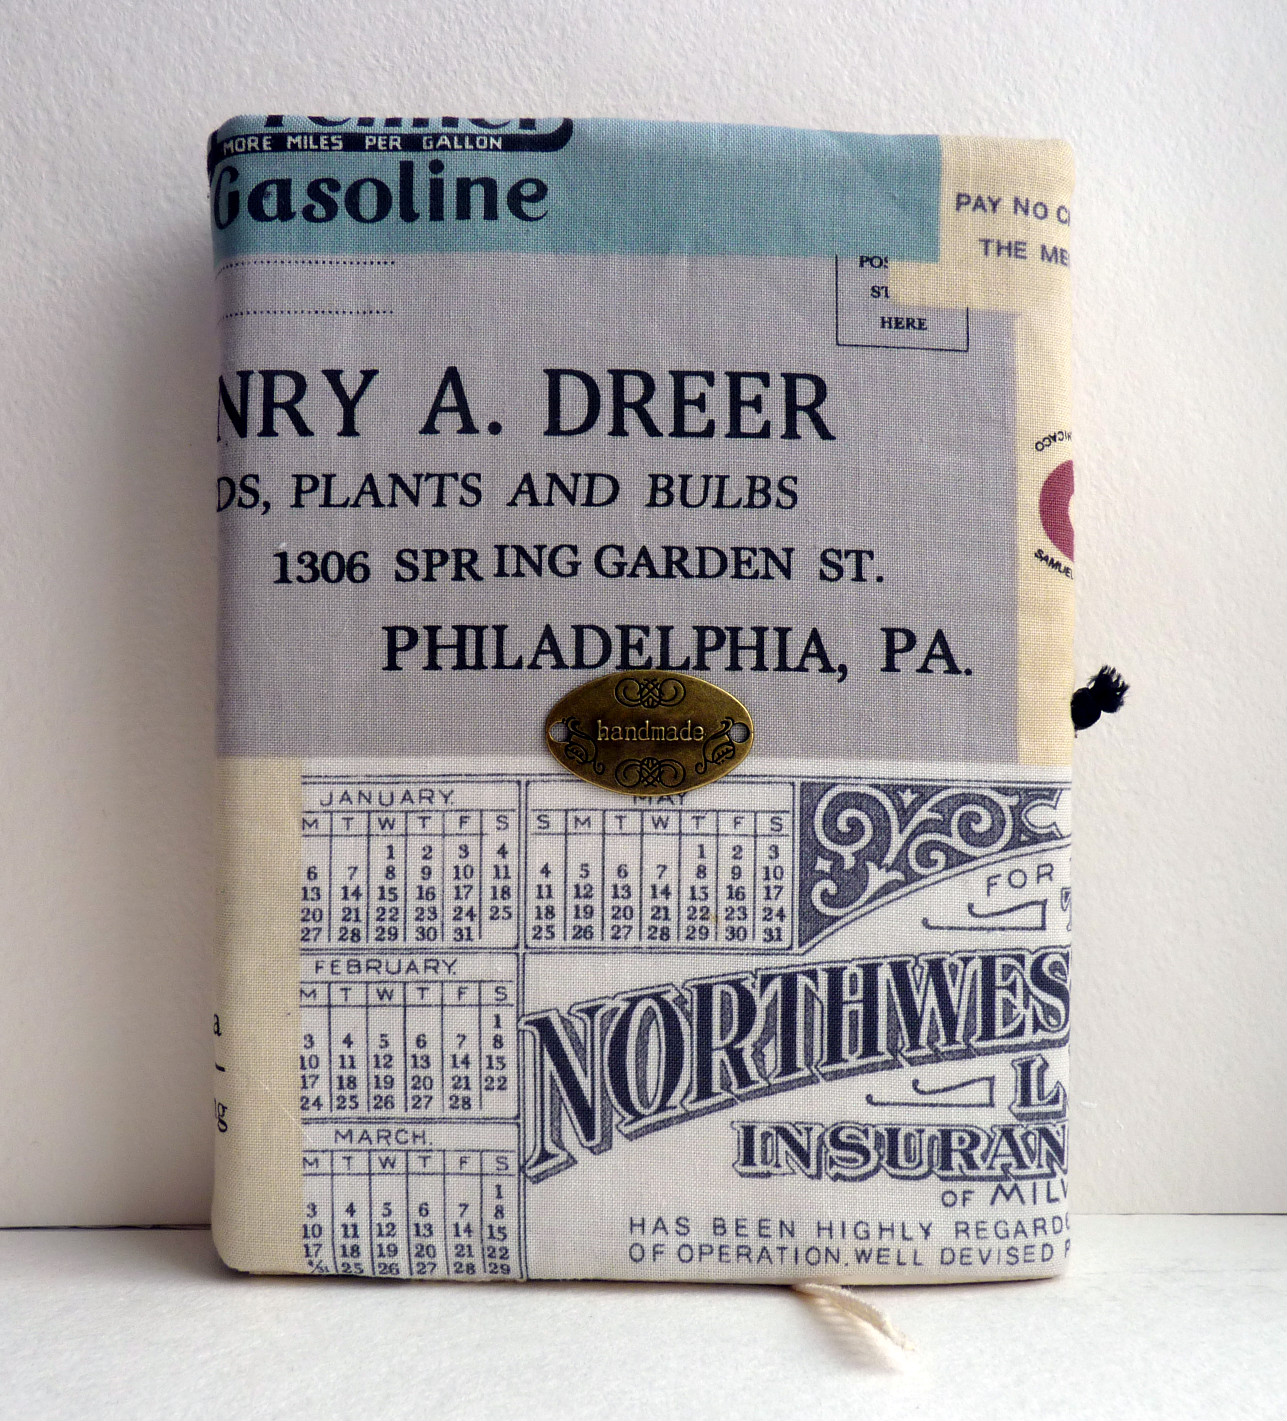 MORE MILES PER GALLON
Gasoline
PAY NO C
THE ME
POS
ST
HERE
NRY A. DREER
DS, PLANTS AND BULBS
1306 SPRING GARDEN ST.
PHILADELPHIA, PA.
CHICAGO
SAMUEL
handmade
JANUARY.
M T W T F S
1 2 3 4
6 7 8 9 10 11
13 14 15 16 17 18
20 21 22 23 24 25
27 28 29 30 31
MAY
S M T W T F S
1 2 3
4 5 6 7 8 9 10
11 12 13 14 15 16 17
18 19 20 21 22 23 24
25 26 27 28 29 30 31
FOR
FEBRUARY.
M T W T F S
1
3 4 5 6 7 8
10 11 12 13 14 15
17 18 19 20 21 22
24 25 26 27 28
NORTHWES
L
INSURAN
OF MILW
HAS BEEN HIGHLY REGARD
OF OPERATION, WELL DEVISED P
MARCH.
M T W T F S
1
3 4 5 6 7 8
10 11 12 13 14 15
17 18 19 20 21 22
24/31 25 26 27 28 29
a
ng